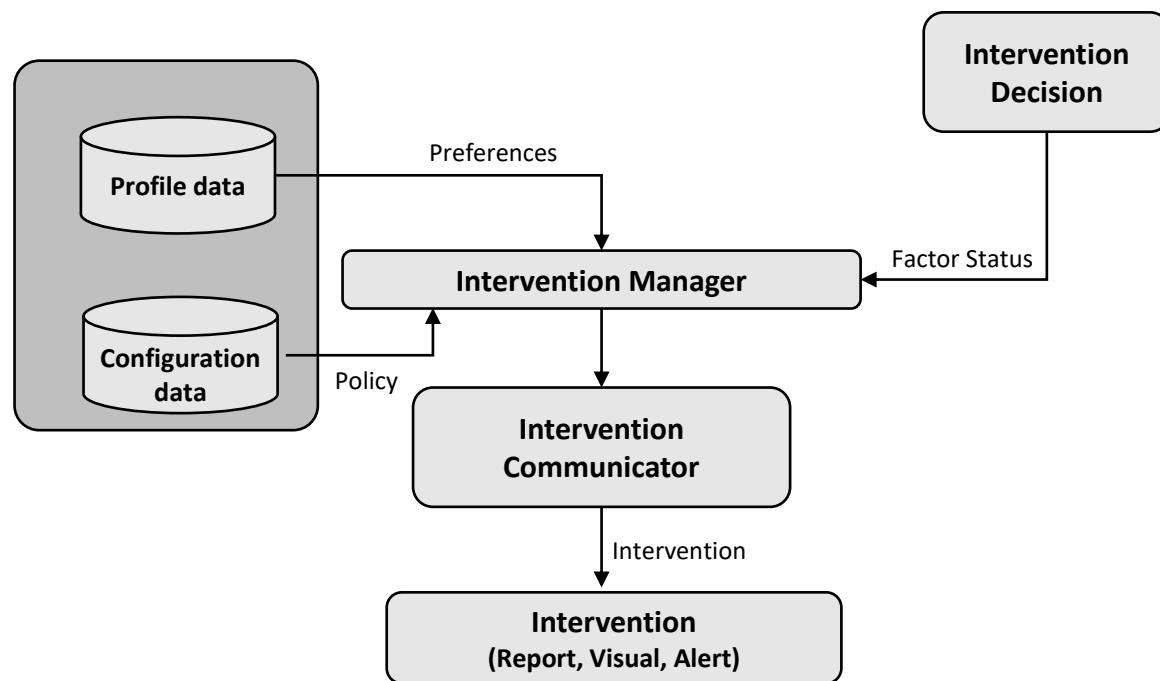 Intervention
Decision
Preferences
Profile data
Factor Status
Intervention Manager
Configuration
data
Policy
Intervention
Communicator
Intervention
Intervention
(Report, Visual, Alert)